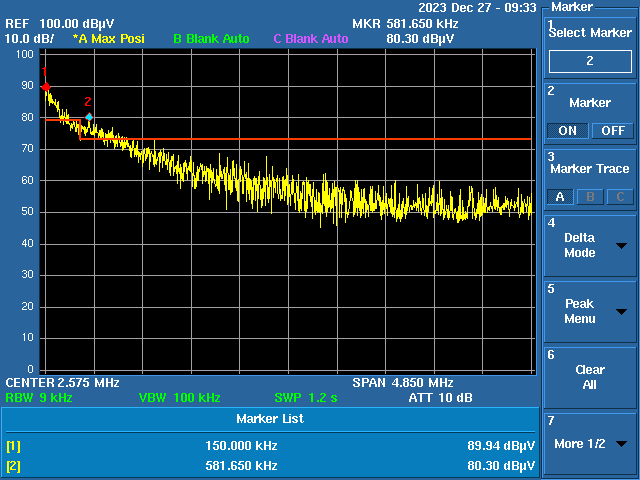 2023 Dec 27 - 09:33
Marker
REF 100.00 dBµV
MKR 581.650 kHz
10.0 dB/ *A Max Posi B Blank Auto C Blank Auto 80.30 dBµV
100
90
80
70
60
50
40
30
20
10
0
1
2
CENTER 2.575 MHz SPAN 4.850 MHz
RBW 9 kHz VBW 100 kHz SWP 1.2 s ATT 10 dB
Marker List
[1] 150.000 kHz 89.94 dBµV
[2] 581.650 kHz 80.30 dBµV
1
Select Marker
2
2
Marker
ON OFF
3
Marker Trace
A B C
4
Delta
Mode
5
Peak
Menu
6
Clear
All
7
More 1/2